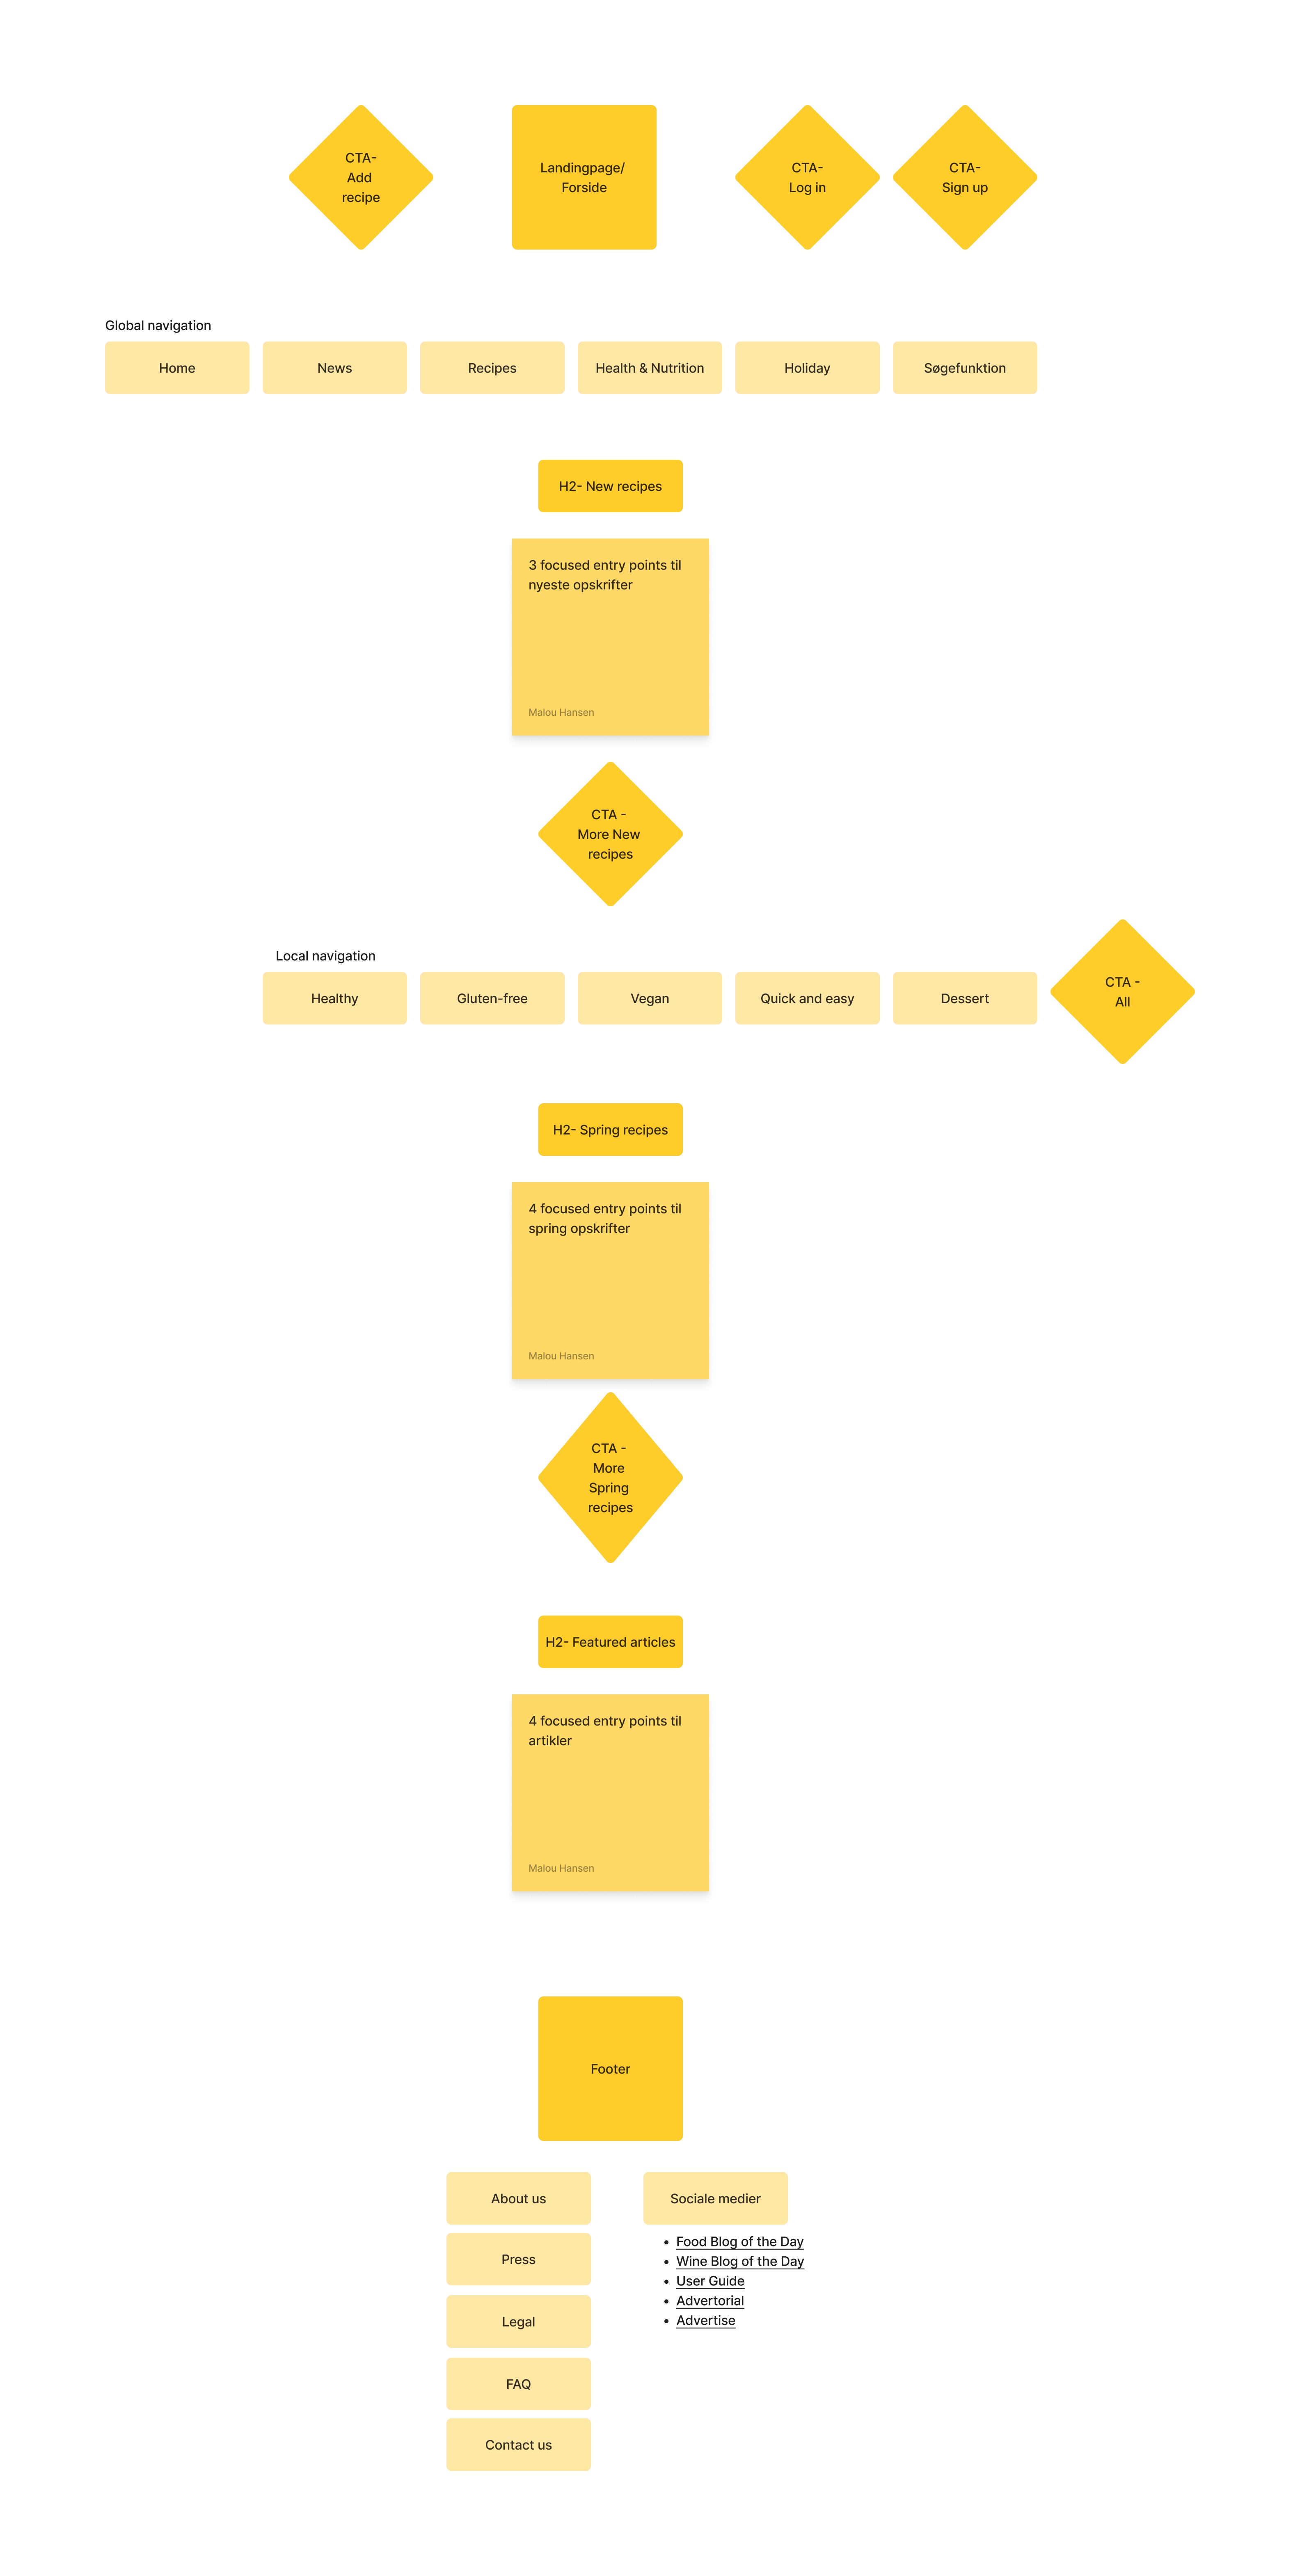 CTA-
Add
recipe
Landingpage/
Forside
CTA-
Log in
CTA-
Sign up
Global navigation
Home
News
Recipes
Health & Nutrition
Holiday
Søgefunktion
H2- New recipes
3 focused entry points til
nyeste opskrifter
Malou Hansen
CTA -
More New
recipes
Local navigation
Healthy
Gluten-free
Vegan
Quick and easy
Dessert
CTA -
All
H2- Spring recipes
4 focused entry points til
spring opskrifter
Malou Hansen
CTA -
More
Spring
recipes
H2- Featured articles
4 focused entry points til
artikler
Malou Hansen
Footer
About us
Press
Legal
FAQ
Contact us
Sociale medier
• Food Blog of the Day
• Wine Blog of the Day
• User Guide
• Advertorial
• Advertise